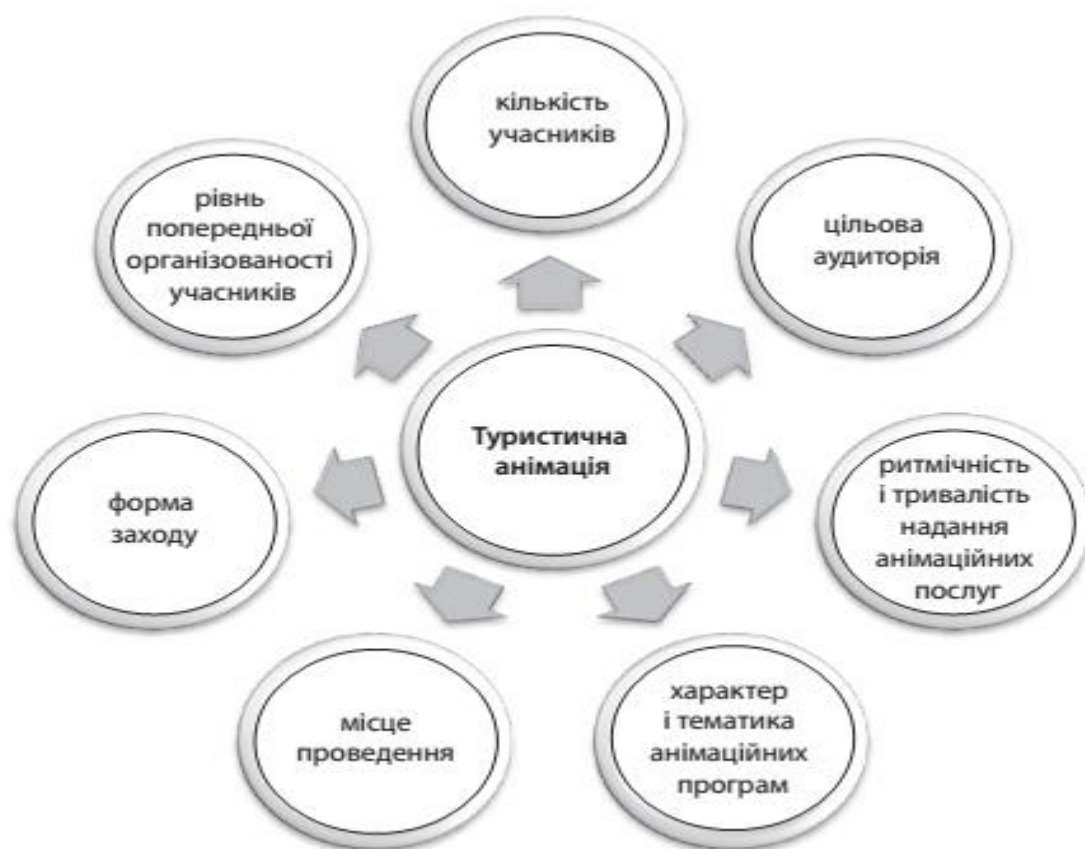 кількість
учасників
рівнь
попередньої
організованості
учасників
цільова
аудиторія
Туристична
анімація
форма
заходу
ритмічність
і тривалість
надання
анімаційних
послуг
місце
проведення
характер
і тематика
анімаційних
програм